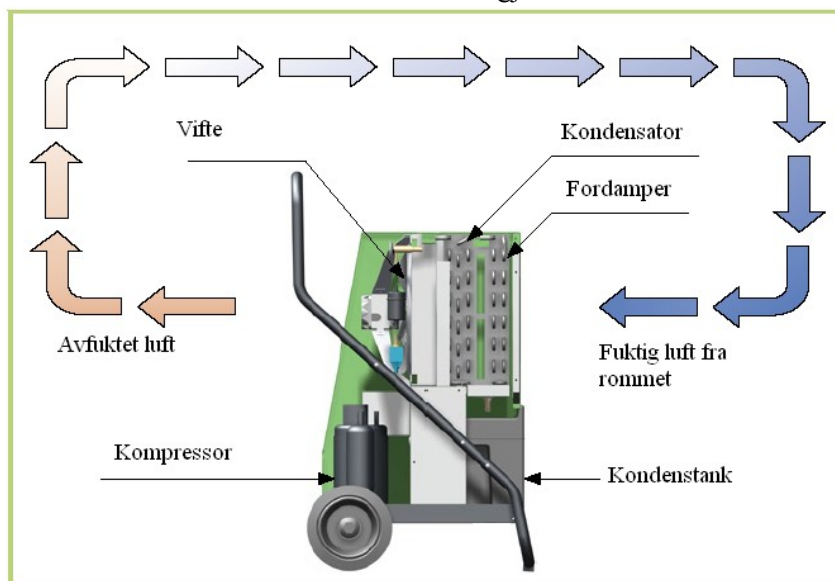 Vifte
Kondensator
Fordamper
Avfuktet luft
Fuktig luft fra
rommet
Kompressor
Kondenstank